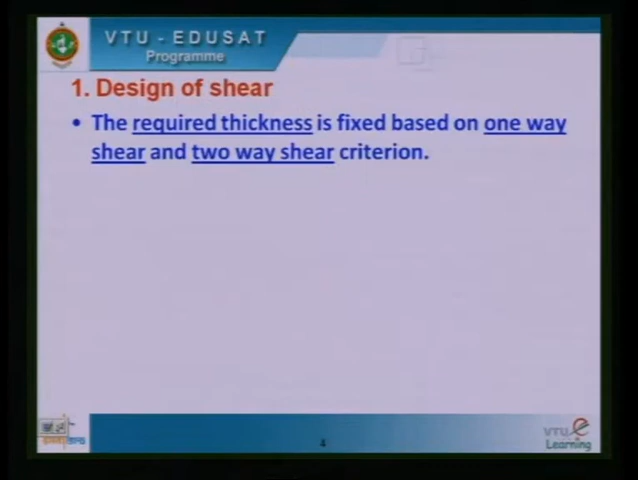 VTU - EDUSAT
Programme
1. Design of shear
• The required thickness is fixed based on one way
shear and two way shear criterion.
4
VTU e
Learning